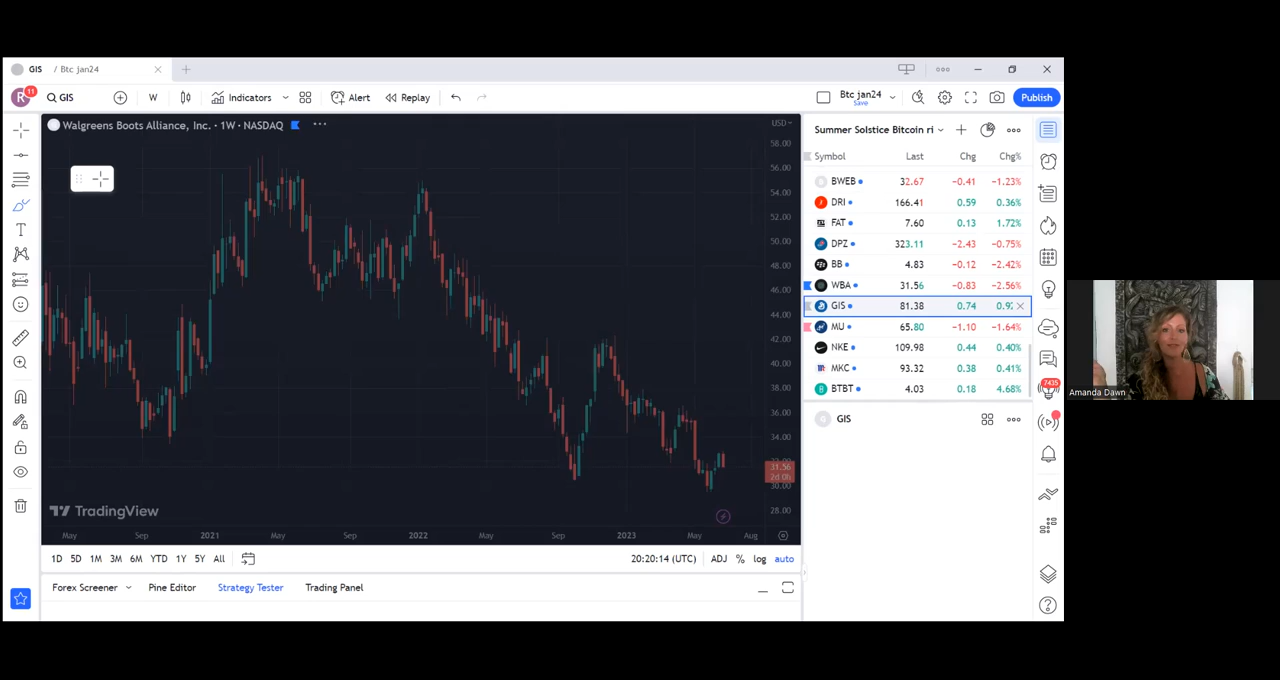 GIS / Btc jan24
R 11 GIS W Indicators Alert Replay Btc jan24 Save Publish
Walgreens Boots Alliance, Inc. · 1W · NASDAQ
USD
58.00
56.00
54.00
52.00
50.00
48.00
46.00
44.00
42.00
40.00
38.00
36.00
34.00
31.56
2d 0h
30.00
28.00
TradingView
May Sep 2021 May Sep 2022 May Sep 2023 May Aug
1D 5D 1M 3M 6M YTD 1Y 5Y All 20:20:14 (UTC) ADJ % log auto
Forex Screener Pine Editor Strategy Tester Trading Panel
Summer Solstice Bitcoin ri
Symbol Last Chg Chg%
BWEB 32.67 −0.41 −1.23%
DRI 166.41 0.59 0.36%
FAT 7.60 0.13 1.72%
DPZ 323.11 −2.43 −0.75%
BB 4.83 −0.12 −2.42%
WBA 31.56 −0.83 −2.56%
GIS 81.38 0.74
MU 65.80 −1.10 −1.64%
NKE 109.98 0.44 0.40%
MKC 93.32 0.38 0.41%
BTBT 4.03 0.18 4.68%
GIS
7435
Amanda Dawn